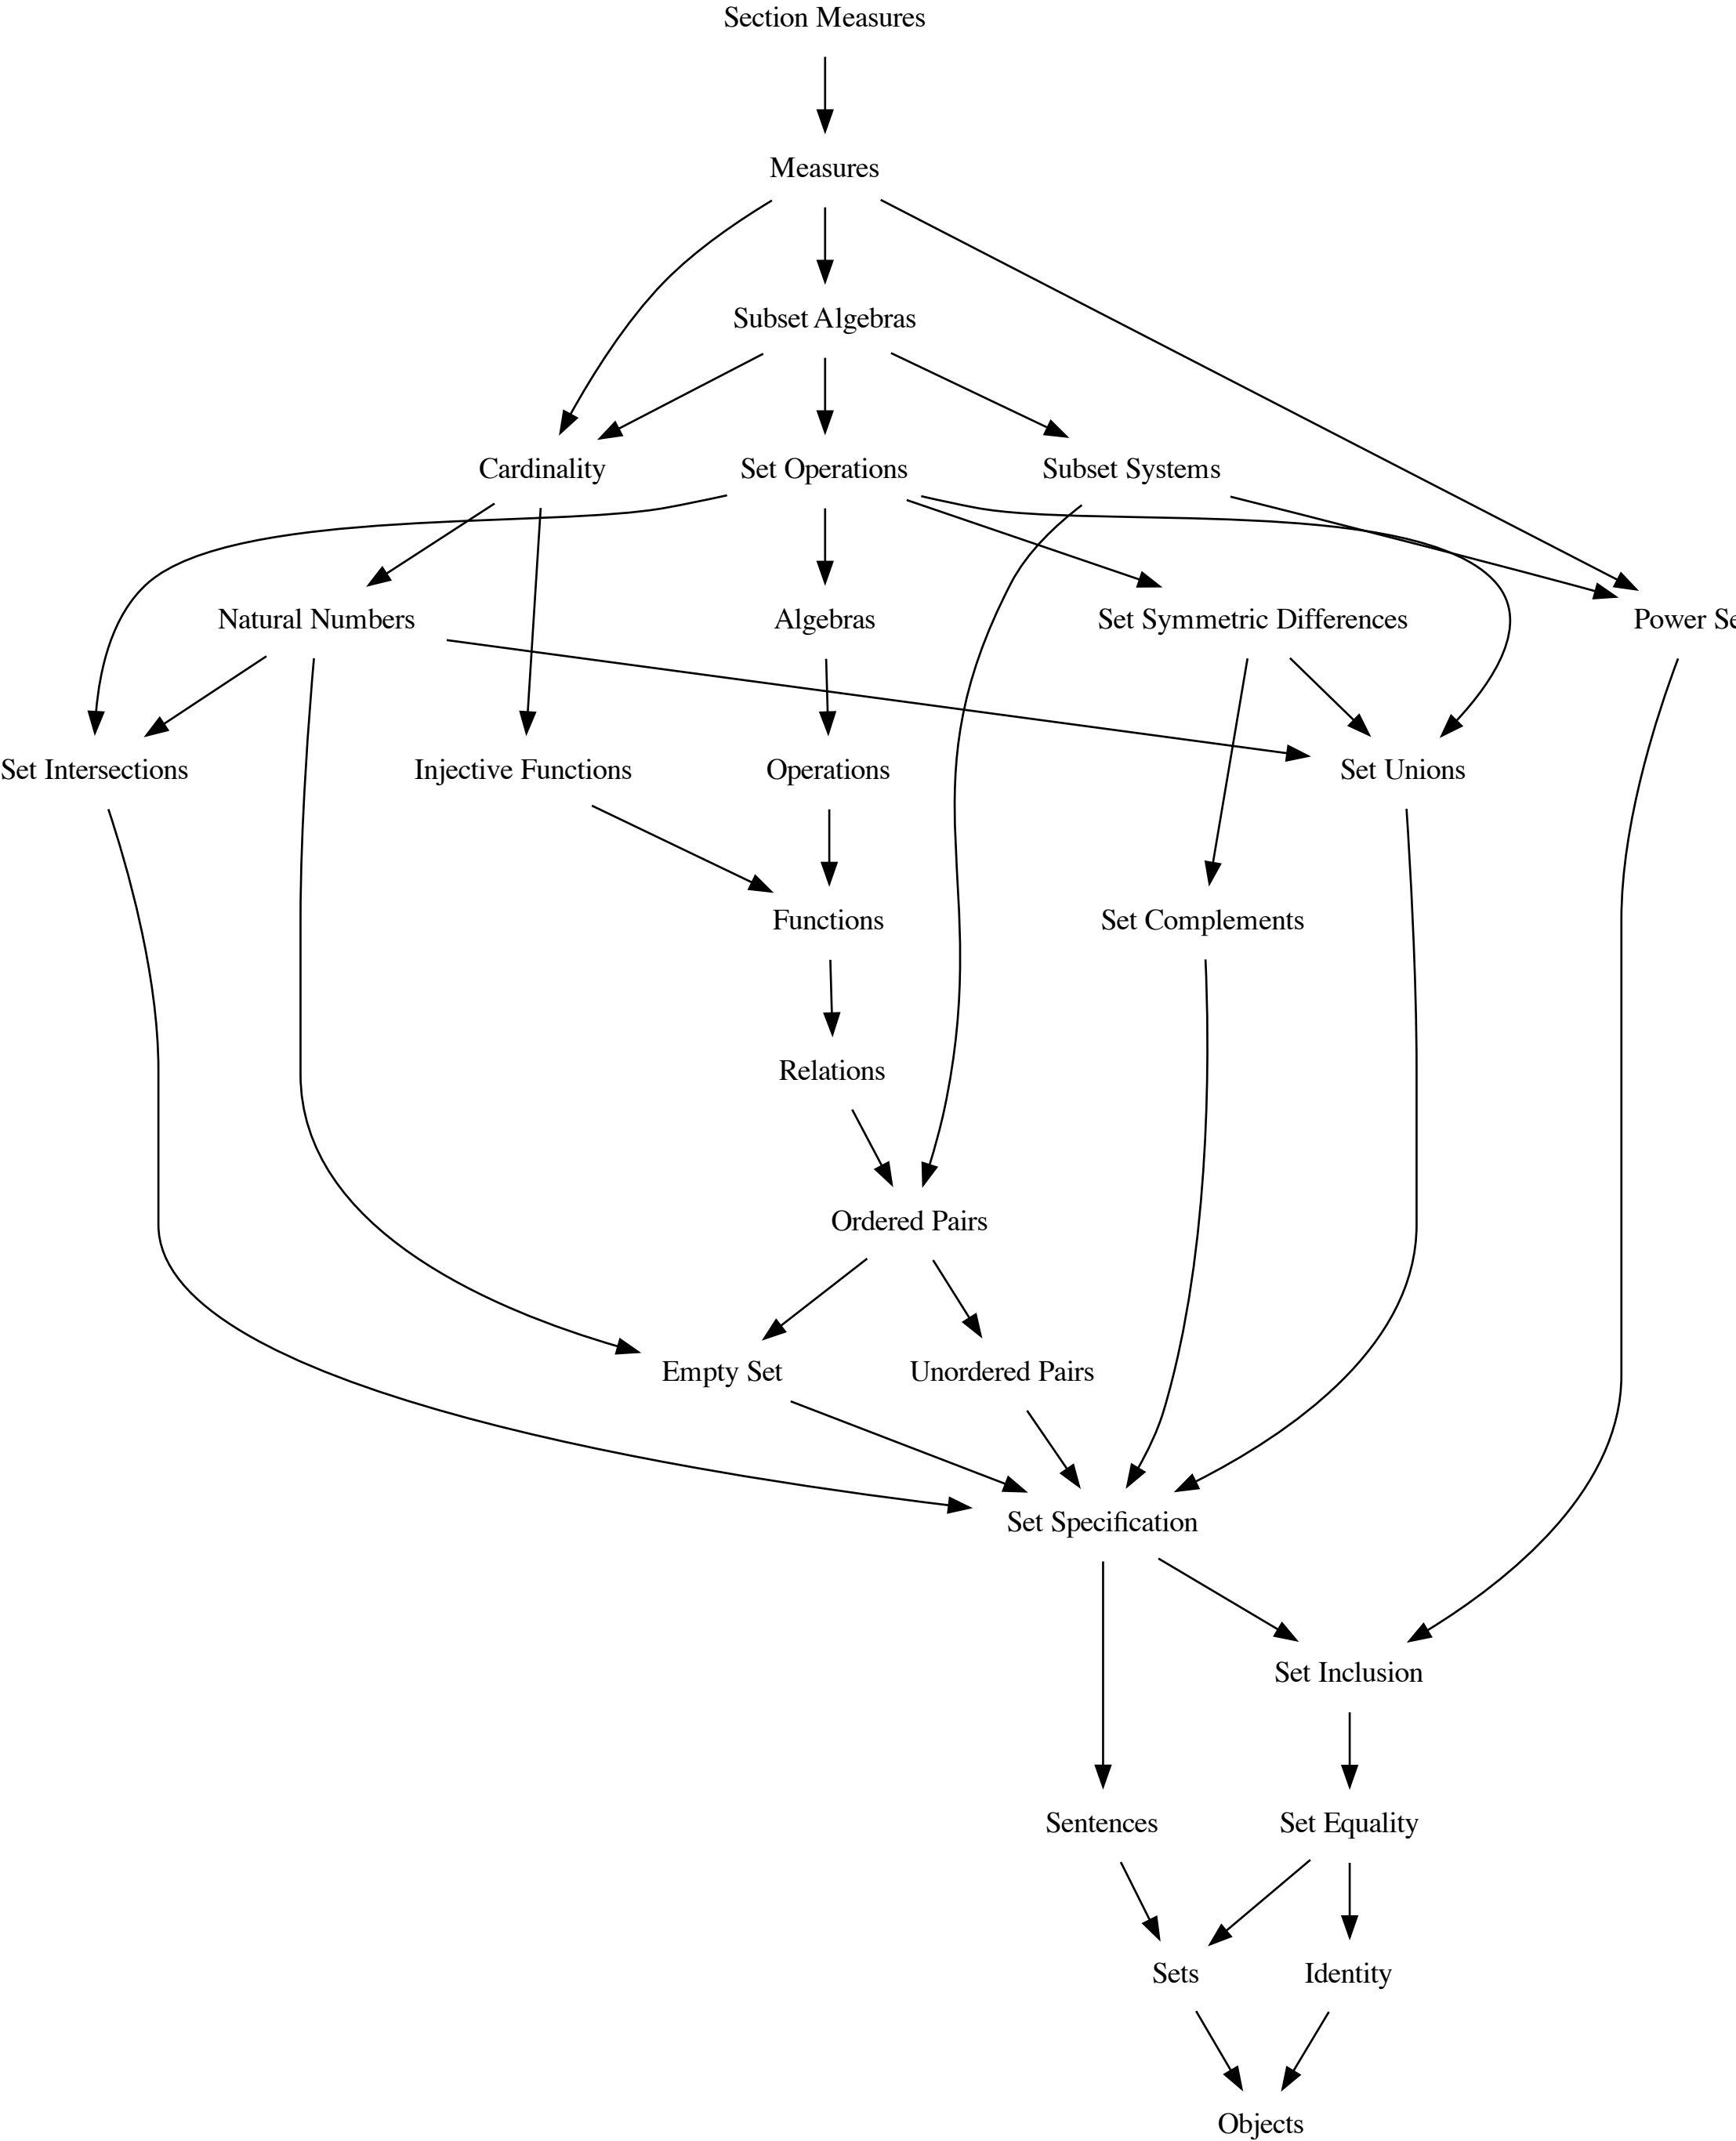 Section Measures
Measures
Subset Algebras
Cardinality
Set Operations
Subset Systems
Natural Numbers
Algebras
Set Symmetric Differences
Power Se
Set Intersections
Injective Functions
Operations
Set Unions
Functions
Set Complements
Relations
Ordered Pairs
Empty Set
Unordered Pairs
Set Specification
Set Inclusion
Sentences
Set Equality
Sets
Identity
Objects